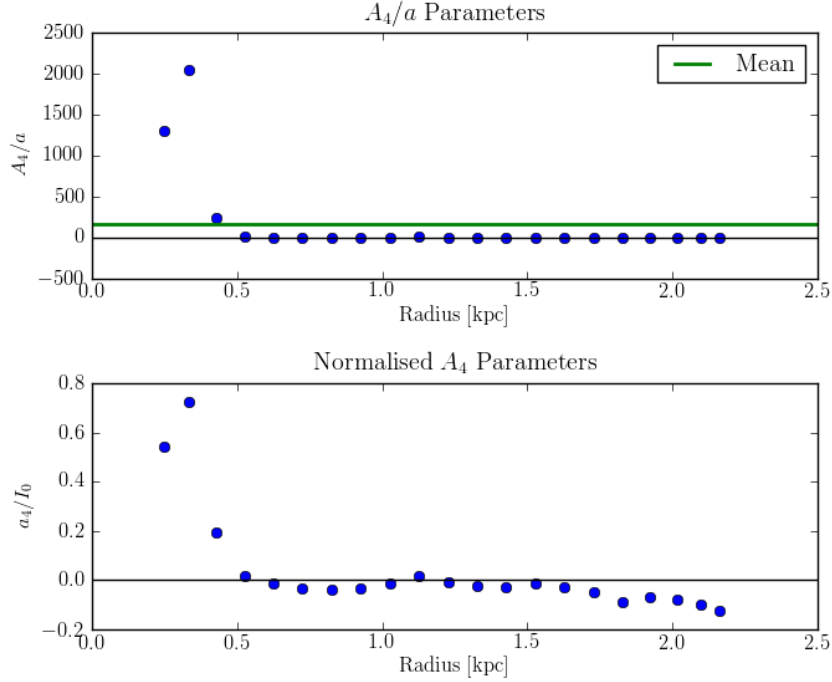 A₄/a Parameters
2500
2000
1500
1000
500
0
−500
A₄/a
Mean
0.0 0.5 1.0 1.5 2.0 2.5
Radius [kpc]
Normalised A₄ Parameters
0.8
0.6
0.4
0.2
0.0
−0.2
a₄/I₀
0.0 0.5 1.0 1.5 2.0 2.5
Radius [kpc]